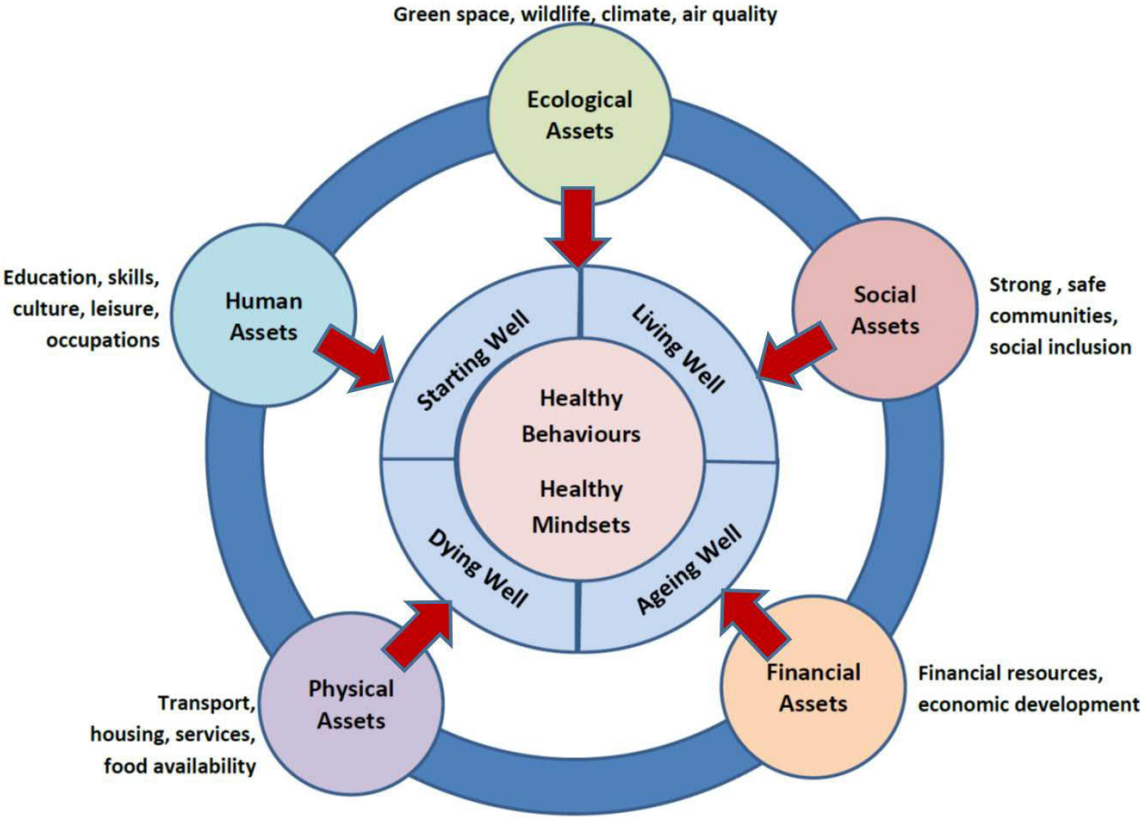 Green space, wildlife, climate, air quality
Ecological
Assets
Education, skills,
culture, leisure,
occupations
Human
Assets
Social
Assets
Strong , safe
communities,
social inclusion
Starting Well
Living Well
Healthy
Behaviours
Healthy
Mindsets
Dying Well
Ageing Well
Transport,
housing, services,
food availability
Physical
Assets
Financial
Assets
Financial resources,
economic development